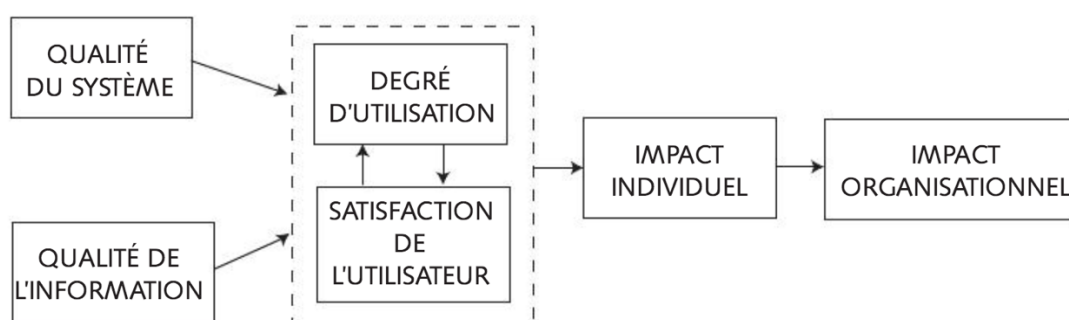 QUALITÉ
DU SYSTÈME
QUALITÉ DE
L'INFORMATION
DEGRÉ
D'UTILISATION
SATISFACTION
DE
L'UTILISATEUR
IMPACT
INDIVIDUEL
IMPACT
ORGANISATIONNEL